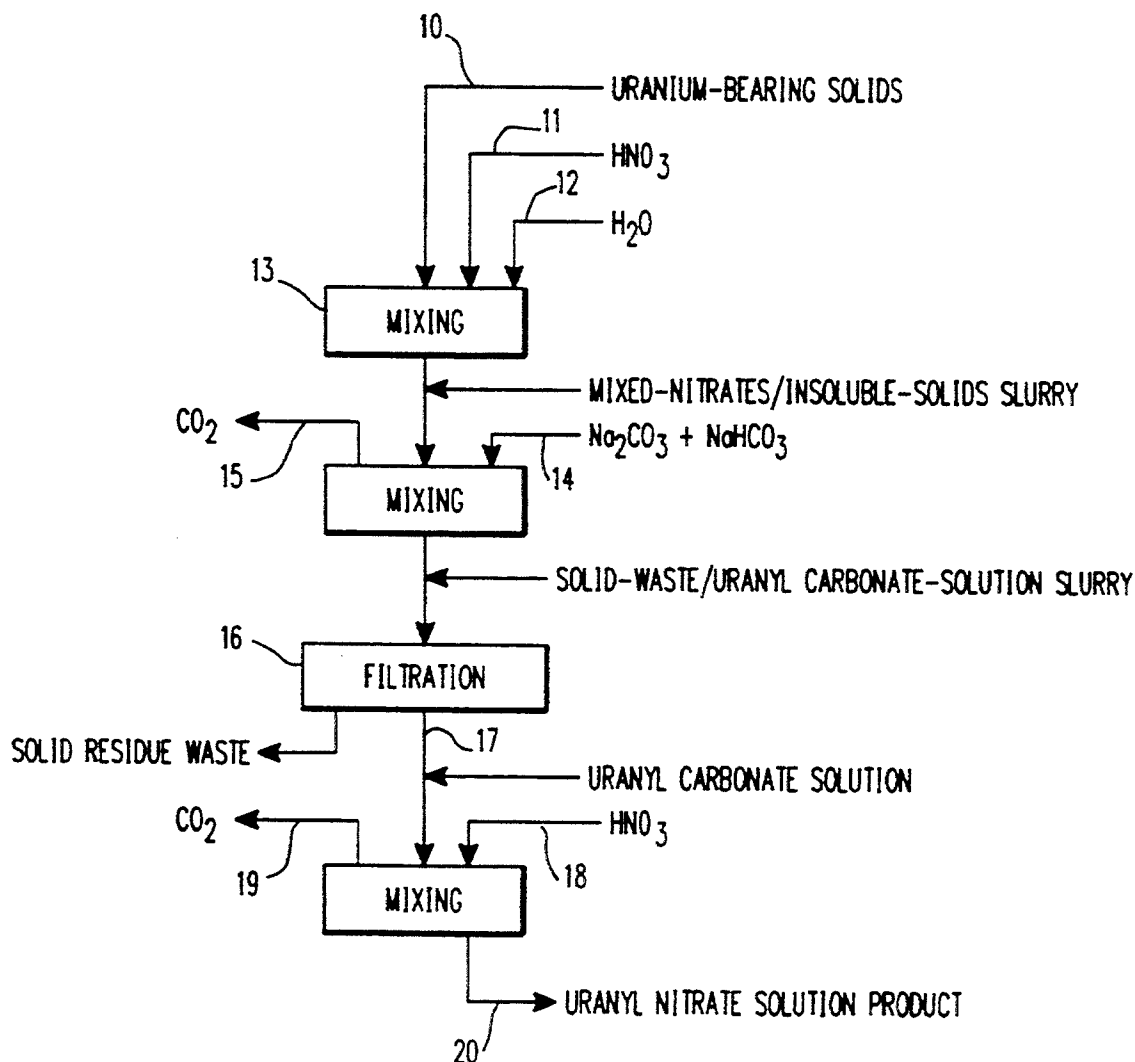 10
URANIUM-BEARING SOLIDS
11
HNO3
12
H2O
13
MIXING
MIXED-NITRATES/INSOLUBLE-SOLIDS SLURRY
CO2
Na2CO3 + NaHCO3
15
14
MIXING
SOLID-WASTE/URANYL CARBONATE-SOLUTION SLURRY
16
FILTRATION
17
SOLID RESIDUE WASTE
URANYL CARBONATE SOLUTION
CO2
HNO3
19
18
MIXING
URANYL NITRATE SOLUTION PRODUCT
20